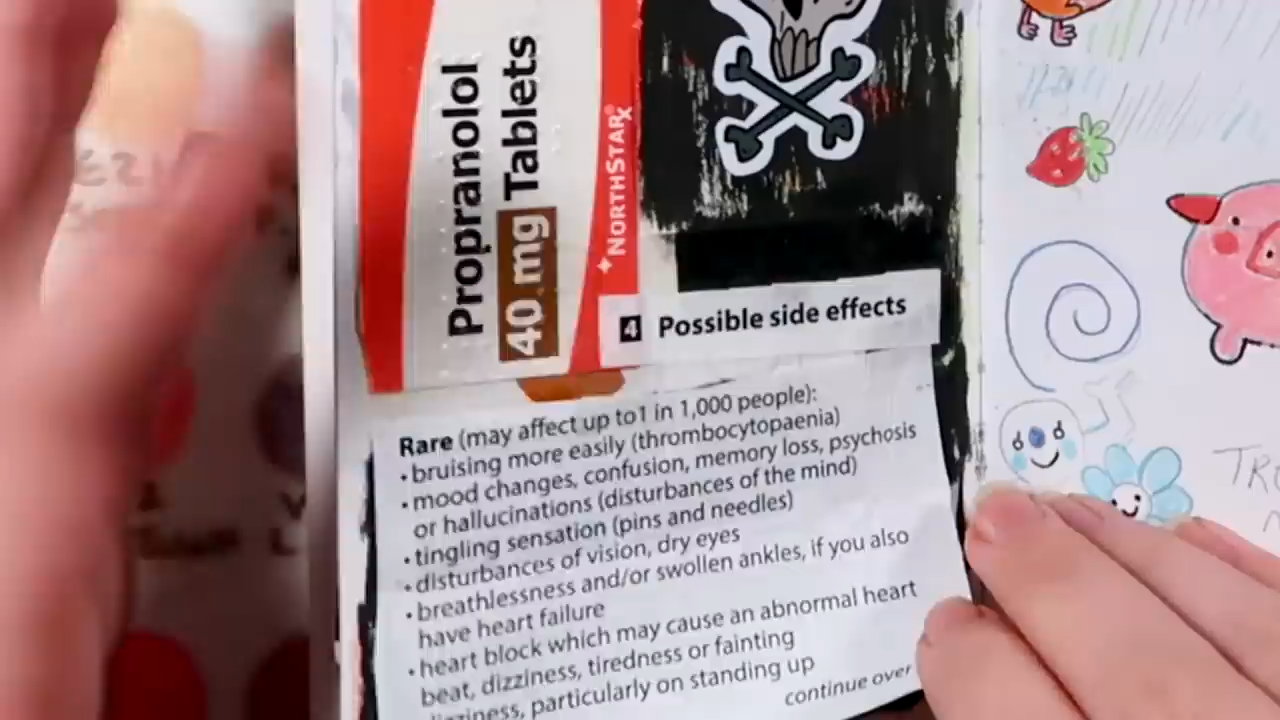 Propranolol
40 mg Tablets
NORTHSTARx
4 Possible side effects
Rare (may affect up to1 in 1,000 people):
• bruising more easily (thrombocytopaenia)
• mood changes, confusion, memory loss, psychosis
or hallucinations (disturbances of the mind)
• tingling sensation (pins and needles)
• disturbances of vision, dry eyes
• breathlessness and/or swollen ankles, if you also
have heart failure
• heart block which may cause an abnormal heart
beat, dizziness, tiredness or fainting
dizziness, particularly on standing up
continue over